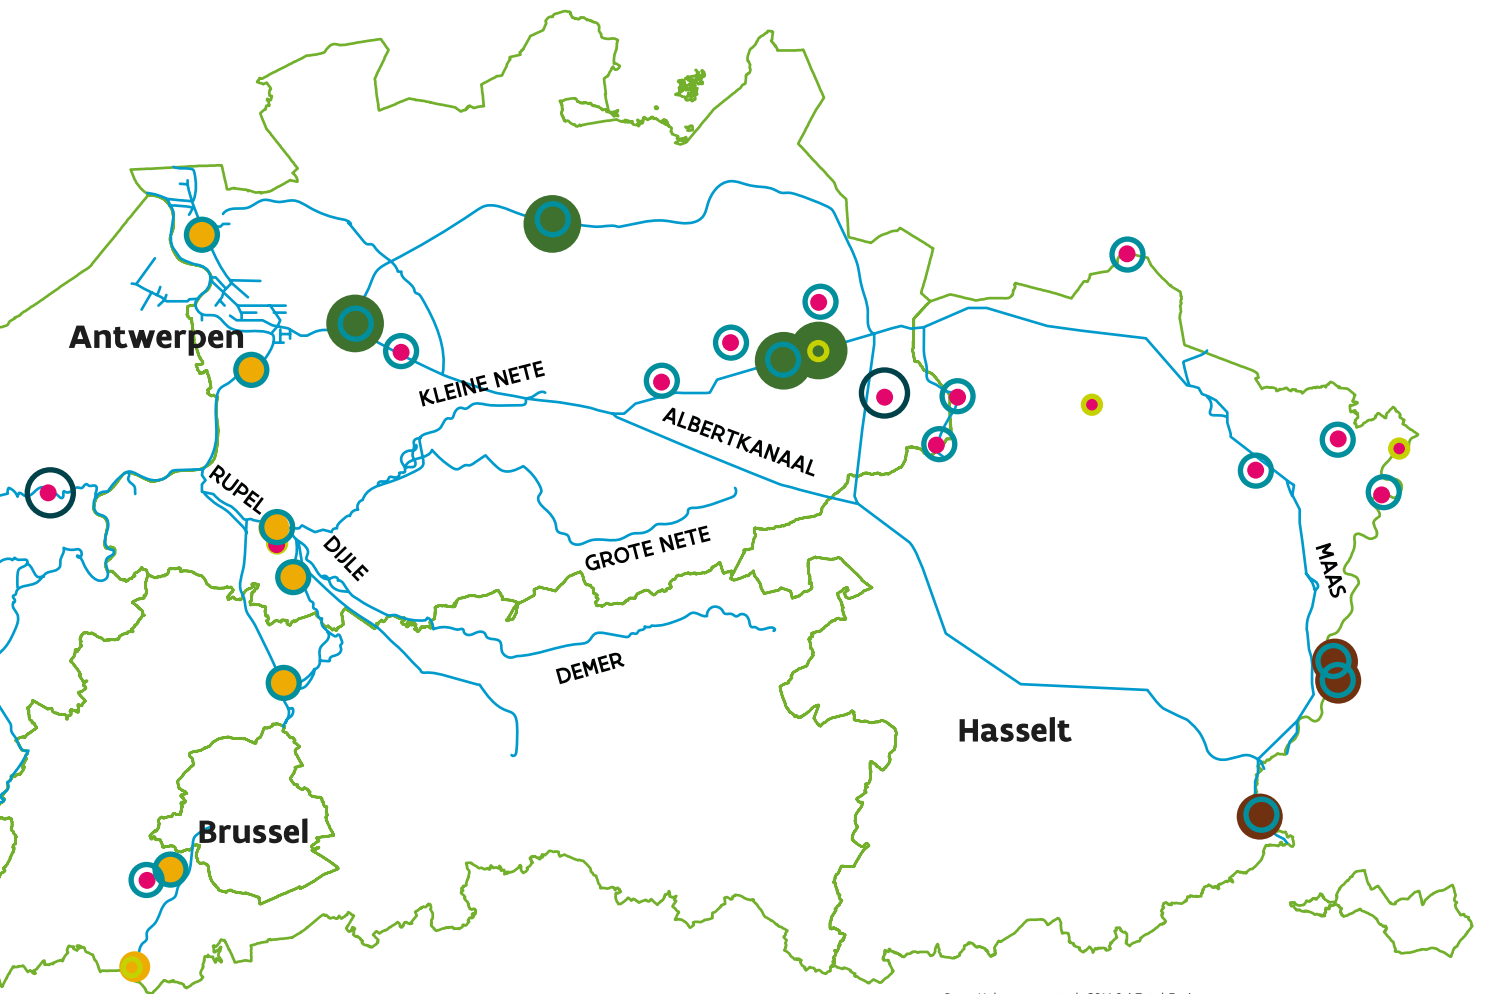 Antwerpen
KLEINE NETE
ALBERTKANAAL
RUPEL
DIJLE
GROTE NETE
MAAS
DEMER
Hasselt
Brussel